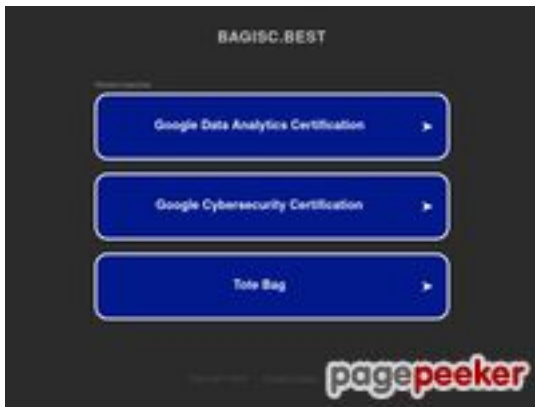 BAGISC.BEST
Google Data Analytics Certification
Google Cybersecurity Certification
Tote Bag
pagepeeker